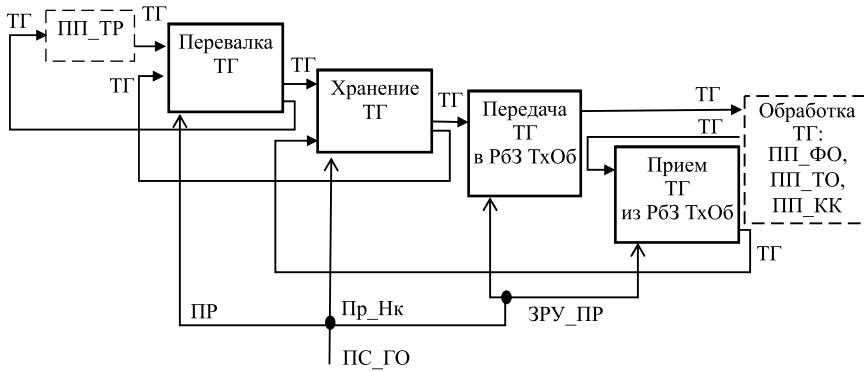 ТГ
ТГ
ПП_ТР
Перевалка
ТГ
ТГ
ТГ
Хранение
ТГ
ТГ
Передача
ТГ
в РбЗ ТхОб
ТГ
ТГ
Обработка
ТГ:
ПП_ФО,
ПП_ТО,
ПП_КК
Прием
ТГ
из РбЗ ТхОб
ТГ
ПР
Пр_Нк
ЗРУ_ПР
ПС_ГО